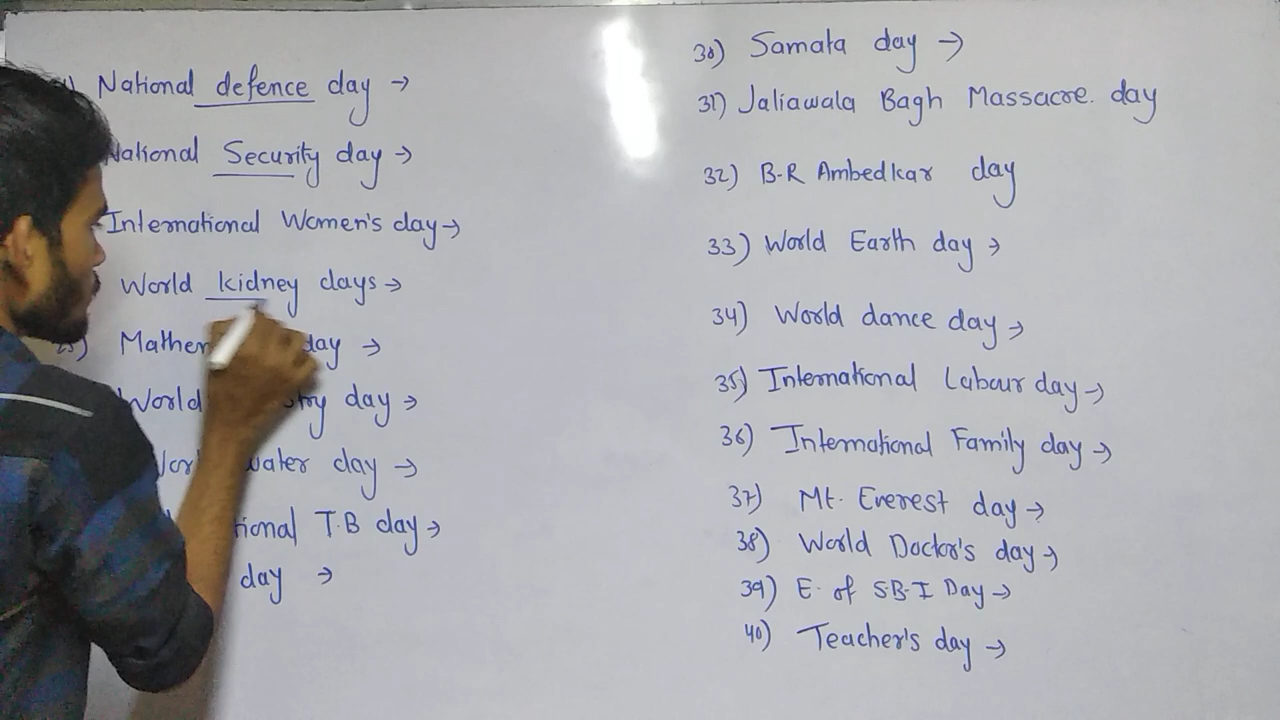 National defence day →
National Security day →
International Women's day →
World kidney days →
day →
World day →
water day →
T.B day →
day →
30) Samata day →
31) Jaliawala Bagh Massacre. day
32) B-R Ambedkar day
33) World Earth day →
34) World dance day →
35) International Labour day →
36) International Family day →
37) Mt. Everest day →
38) World Doctor's day →
39) E. of S.B.I Day →
40) Teacher's day →